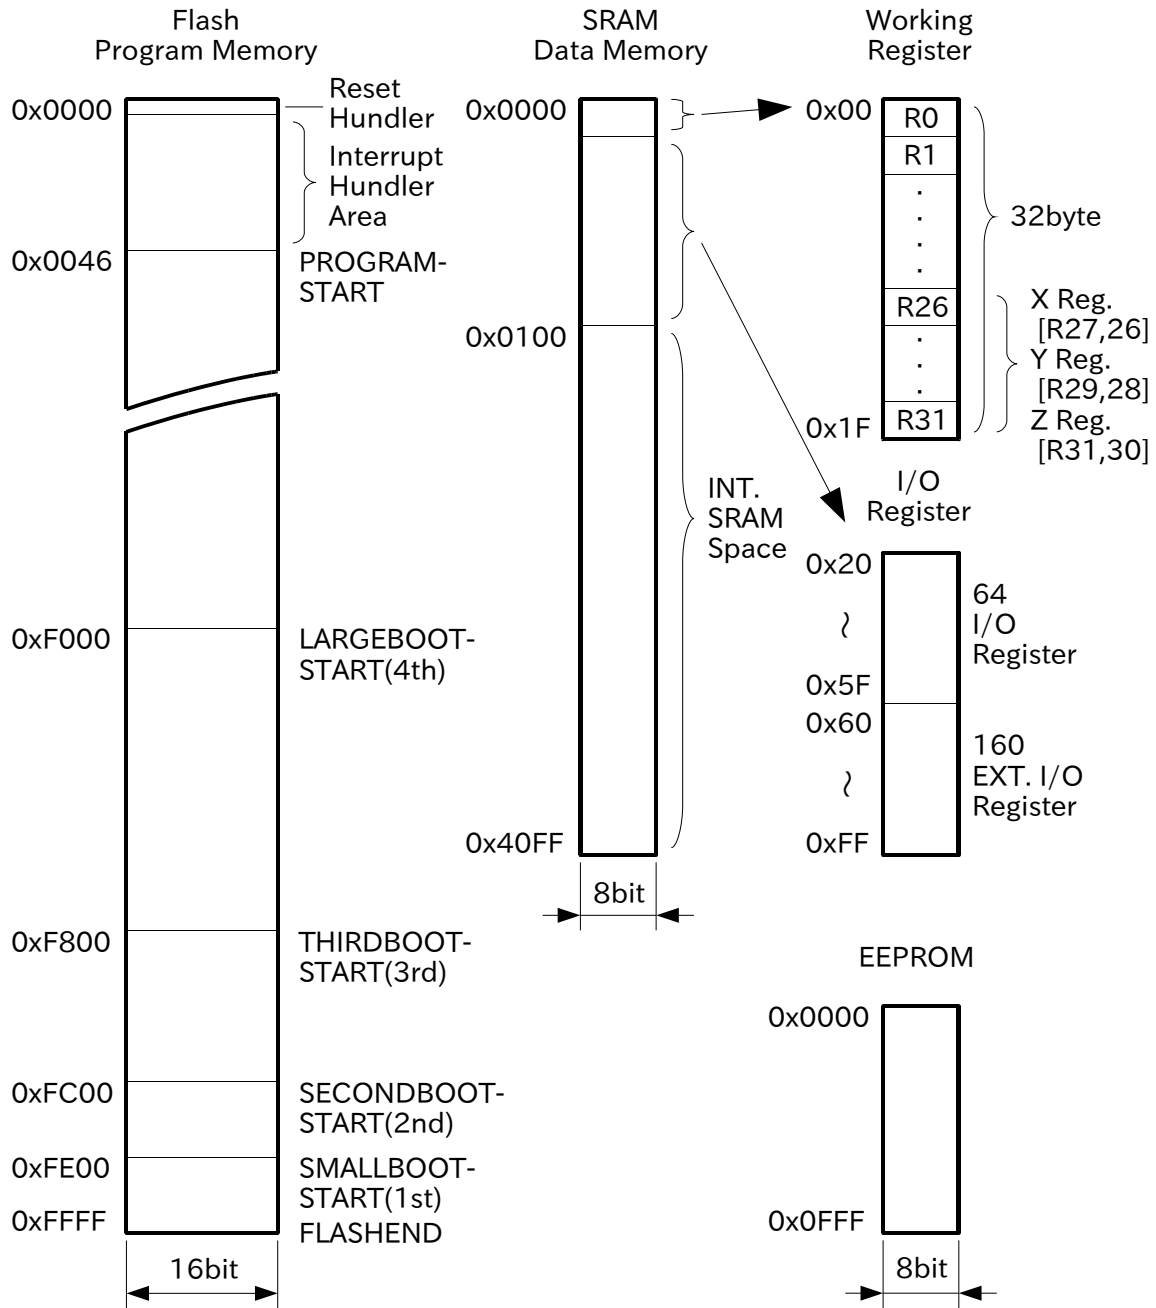 Flash
Program Memory
0x0000
Reset
Hundler
Interrupt
Hundler
Area
0x0046
PROGRAM-
START
0xF000
LARGEBOOT-
START(4th)
0xF800
THIRDBOOT-
START(3rd)
0xFC00
SECONDBOOT-
START(2nd)
0xFE00
SMALLBOOT-
START(1st)
0xFFFF
FLASHEND
16bit
SRAM
Data Memory
0x0000
0x0100
INT.
SRAM
Space
0x40FF
8bit
Working
Register
0x00
R0
R1
32byte
R26
X Reg.
[R27,26]
Y Reg.
[R29,28]
R31
Z Reg.
[R31,30]
0x1F
I/O
Register
0x20
64
I/O
Register
0x5F
0x60
160
EXT. I/O
Register
0xFF
EEPROM
0x0000
0x0FFF
8bit